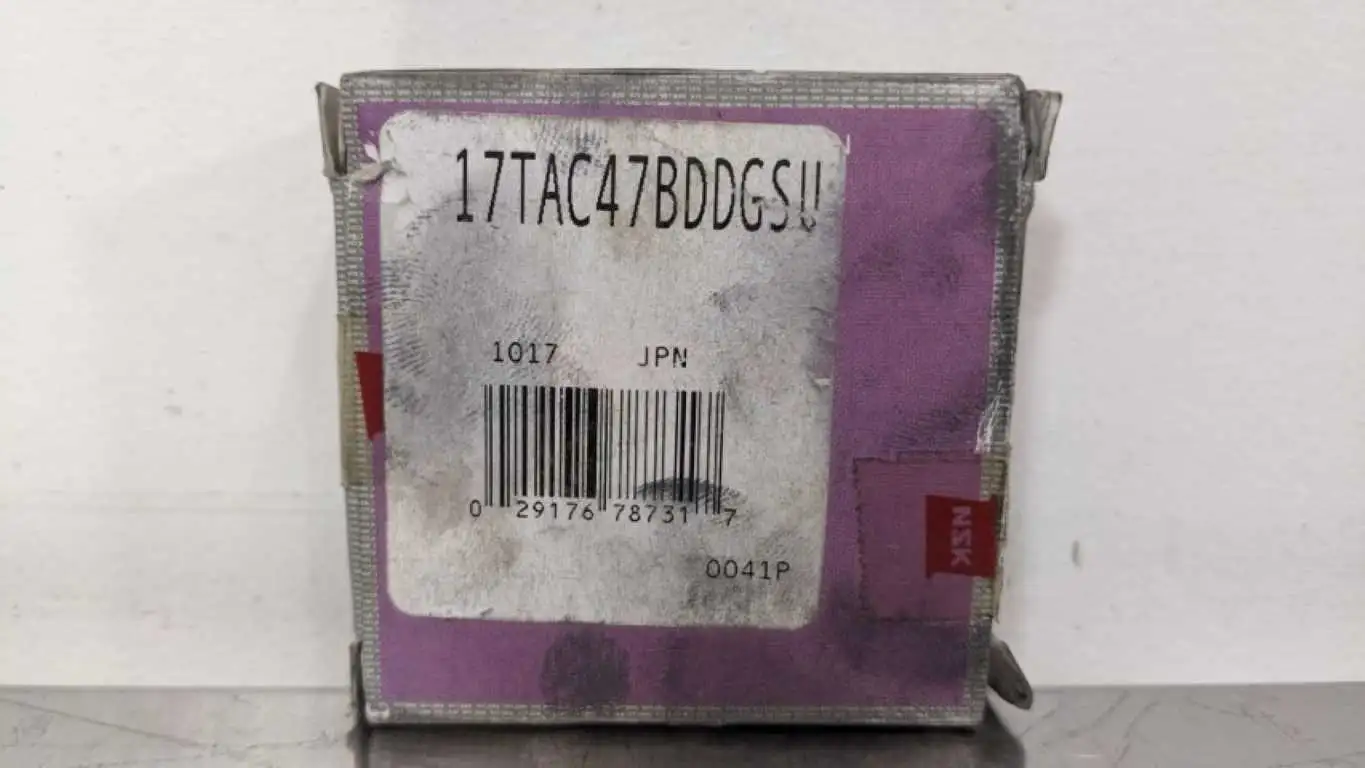 17TAC47BDDGSU
1017 JPN
0 29176 78731 7
0041P
NSK